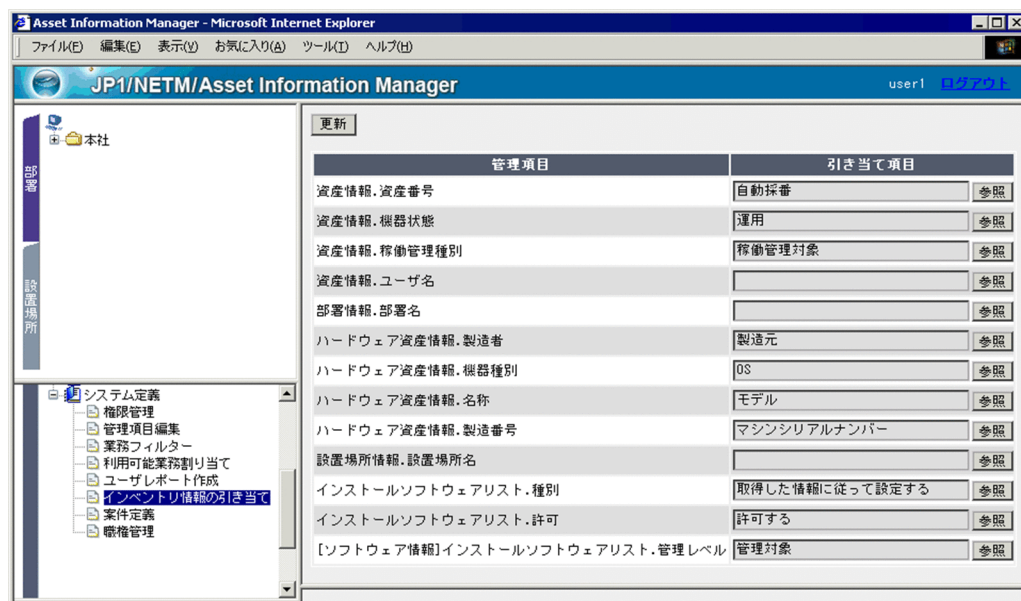 Asset Information Manager - Microsoft Internet Explorer
ファイル(F) 編集(E) 表示(V) お気に入り(A) ツール(T) ヘルプ(H)
JP1/NETM/Asset Information Manager
user1 ログアウト
部署
設置場所
本社
システム定義
権限管理
管理項目編集
業務フィルター
利用可能業務割り当て
ユーザレポート作成
インベントリ情報の引き当て
案件定義
職権管理
更新
管理項目 引き当て項目
資産情報.資産番号 自動採番 参照
資産情報.機器状態 運用 参照
資産情報.稼働管理種別 稼働管理対象 参照
資産情報.ユーザ名 参照
部署情報.部署名 参照
ハードウェア資産情報.製造者 製造元 参照
ハードウェア資産情報.機器種別 OS 参照
ハードウェア資産情報.名称 モデル 参照
ハードウェア資産情報.製造番号 マシンシリアルナンバー 参照
設置場所情報.設置場所名 参照
インストールソフトウェアリスト.種別 取得した情報に従って設定する 参照
インストールソフトウェアリスト.許可 許可する 参照
[ソフトウェア情報]インストールソフトウェアリスト.管理レベル 管理対象 参照